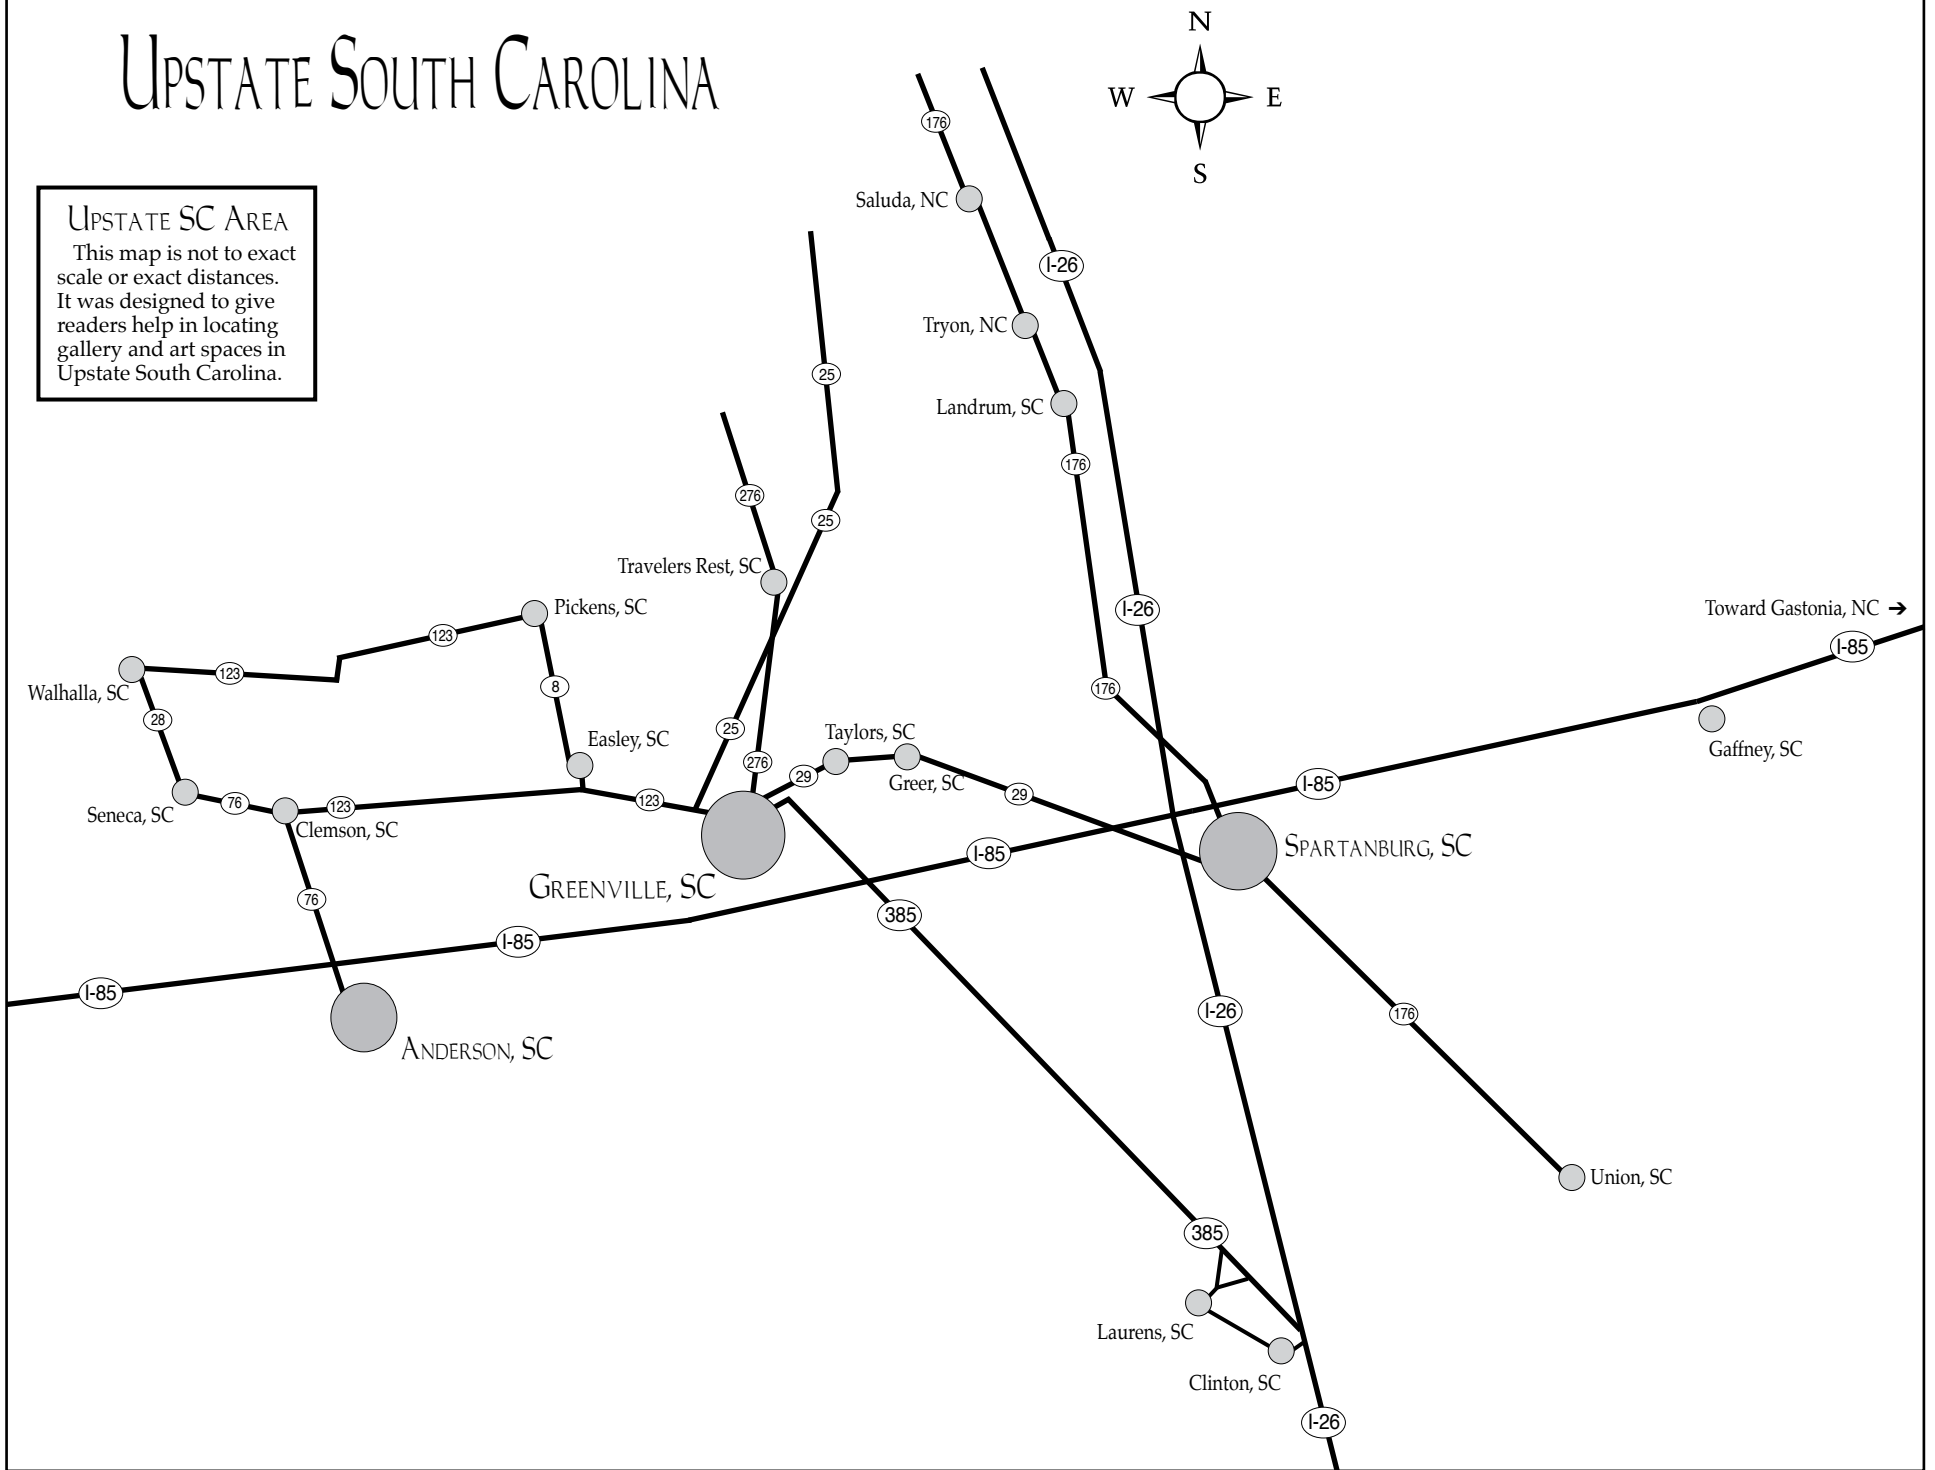 UPSTATE SOUTH CAROLINA
N
W E
S
UPSTATE SC AREA
This map is not to exact
scale or exact distances.
It was designed to give
readers help in locating
gallery and art spaces in
Upstate South Carolina.
176
Saluda, NC
I-26
Tryon, NC
25
Landrum, SC
176
276
25
Travelers Rest, SC
Pickens, SC
I-26
Toward Gastonia, NC ➔
123
I-85
123
Walhalla, SC
8
176
28
25
Taylors, SC
Gaffney, SC
Easley, SC
276
29
Greer, SC
I-85
29
Seneca, SC
76
123
123
Clemson, SC
SPARTANBURG, SC
I-85
GREENVILLE, SC
76
385
I-85
I-85
I-26
176
ANDERSON, SC
Union, SC
385
Laurens, SC
Clinton, SC
I-26